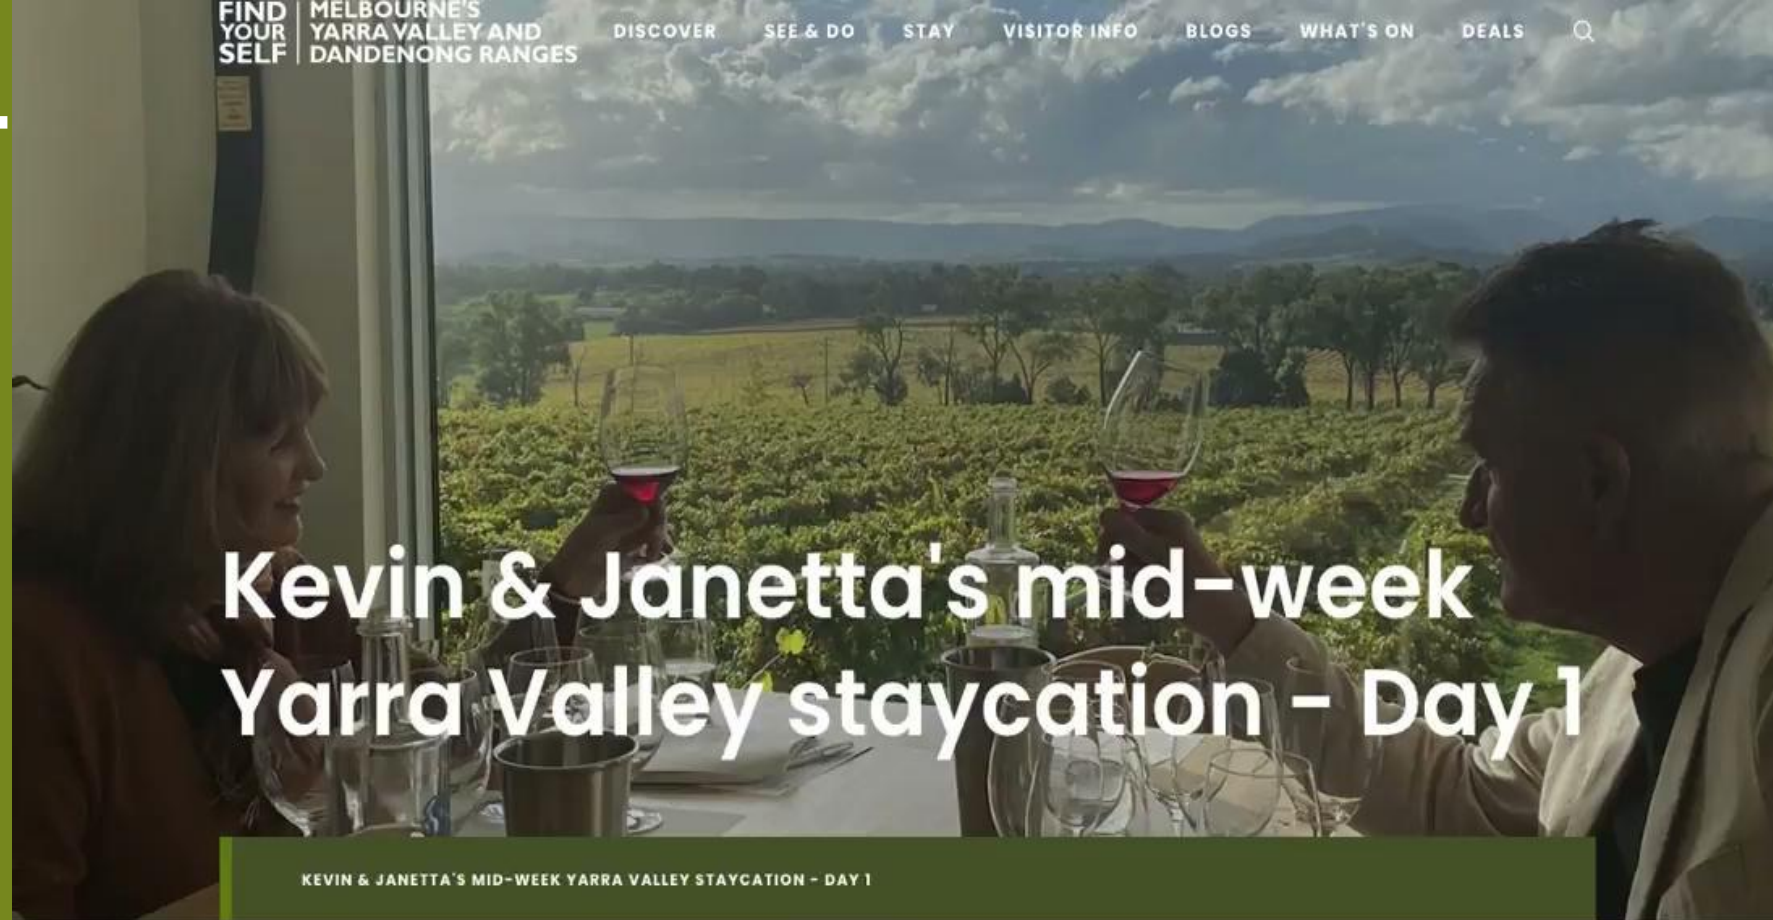 FIND YOUR SELF
MELBOURNE'S YARRA VALLEY AND DANDENONG RANGES
DISCOVER SEE & DO STAY VISITOR INFO BLOGS WHAT'S ON DEALS
Kevin & Janetta's mid-week
Yarra Valley staycation - Day 1
KEVIN & JANETTA'S MID-WEEK YARRA VALLEY STAYCATION - DAY 1